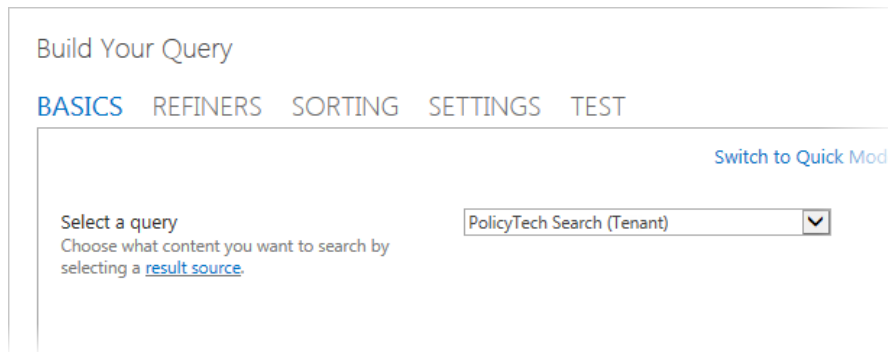 Build Your Query
BASICS REFINERS SORTING SETTINGS TEST
Switch to Quick Mod
Select a query
PolicyTech Search (Tenant)
Choose what content you want to search by
selecting a result source.